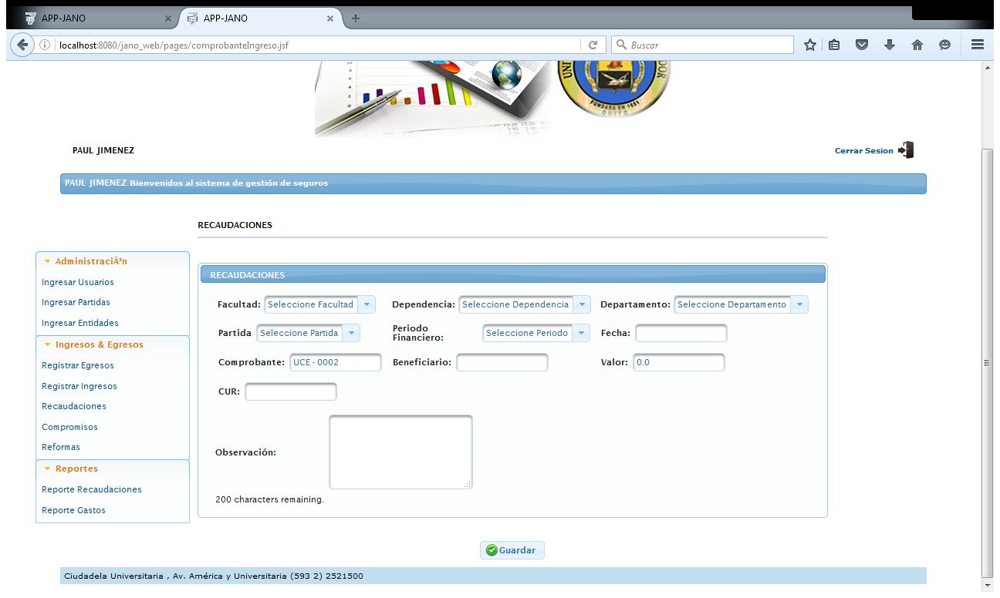 APP-JANO
APP-JANO
localhost:8080/jano_web/pages/comprobanteIngreso.jsf
Buscar
FUNDADA EN 1651
QUITO
PAUL JIMENEZ
Cerrar Sesion
PAUL JIMENEZ Bienvenidos al sistema de gestión de seguros
RECAUDACIONES
AdministraciÃ³n
Ingresar Usuarios
Ingresar Partidas
Ingresar Entidades
Ingresos & Egresos
Registrar Egresos
Registrar Ingresos
Recaudaciones
Compromisos
Reformas
Reportes
Reporte Recaudaciones
Reporte Gastos
RECAUDACIONES
Facultad: Seleccione Facultad Dependencia: Seleccione Dependencia Departamento: Seleccione Departamento
Partida Seleccione Partida Periodo Financiero: Seleccione Periodo Fecha:
Comprobante: UCE - 0002 Beneficiario: Valor: 0.0
CUR:
Observación:
200 characters remaining.
Guardar
Ciudadela Universitaria , Av. América y Universitaria (593 2) 2521500